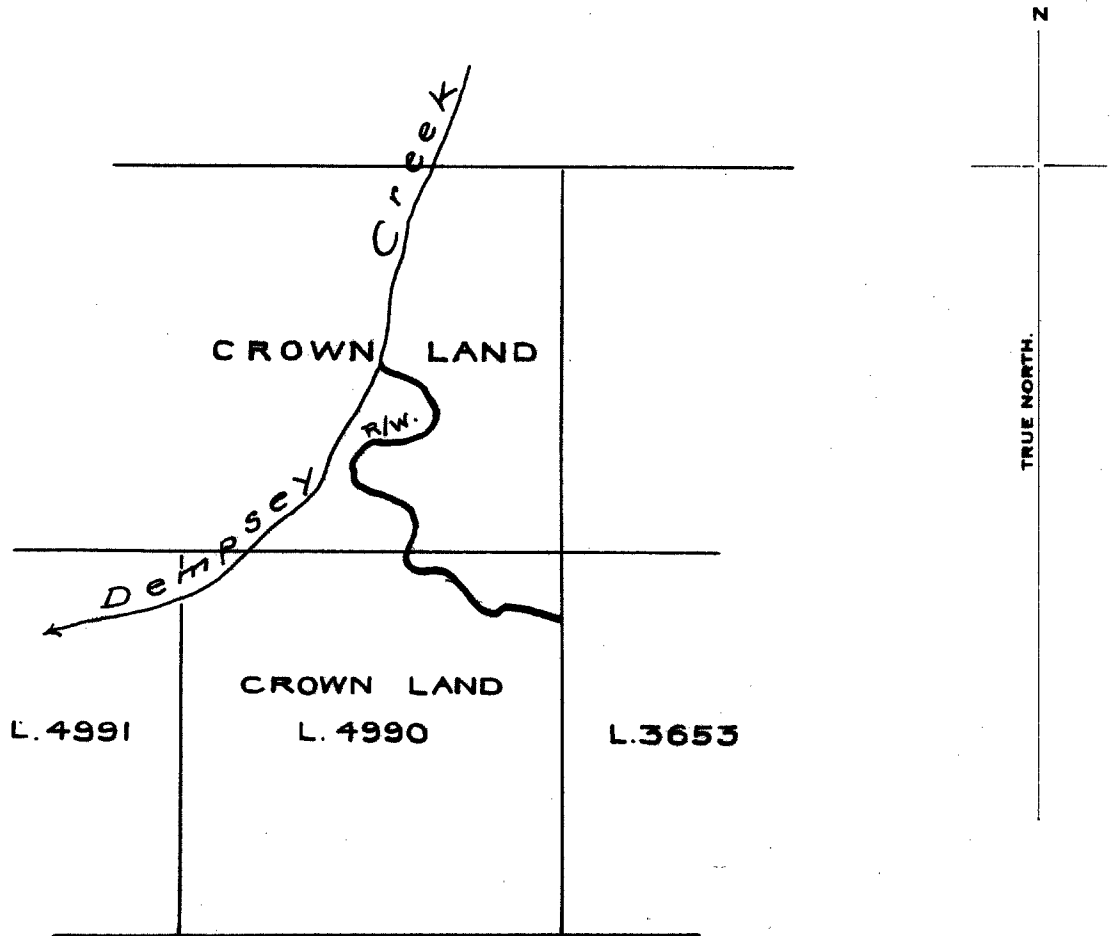 N
TRUE NORTH.
Dempsey Creek
CROWN LAND
R/W.
CROWN LAND
L.4991
L.4990
L.3653